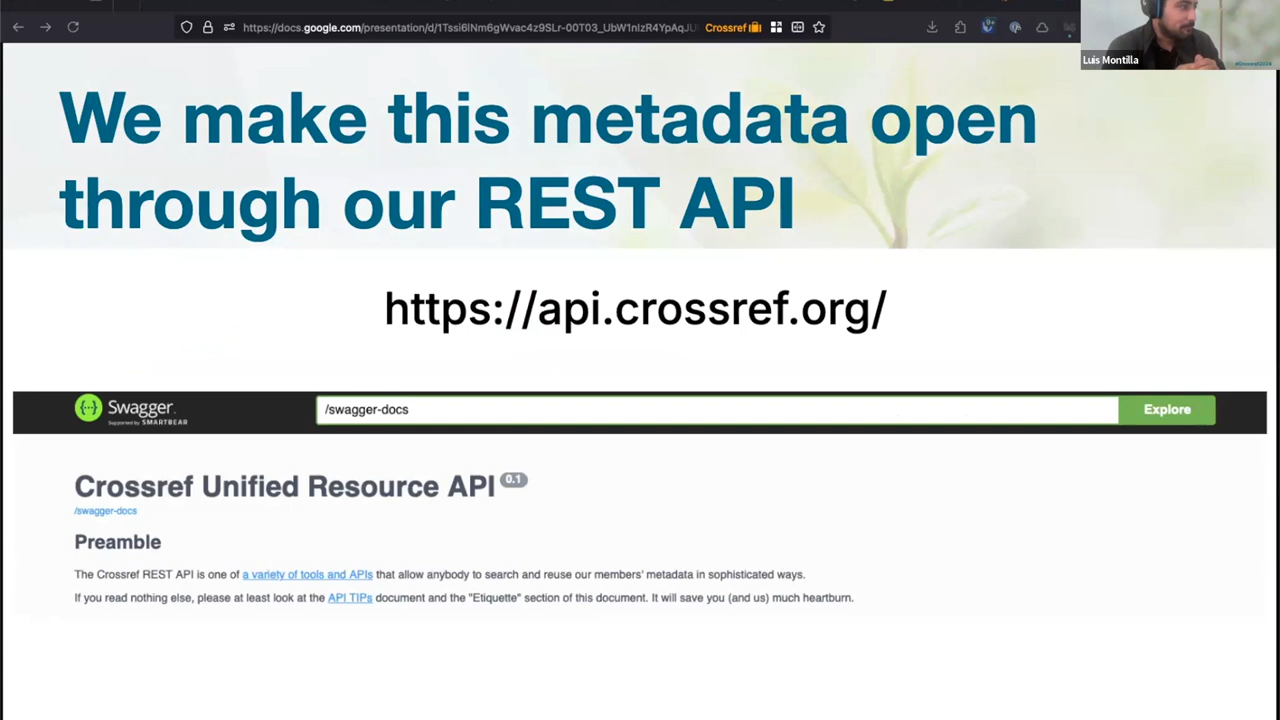 https://docs.google.com/presentation/d/1Tssi6lNm6gWvac4z9SLr-00T03_UbW1nIzR4YpAqJU
Crossref
Luis Montilla
#Crossref2024
We make this metadata open
through our REST API
https://api.crossref.org/
Swagger.
Supported by SMARTBEAR
/swagger-docs
Explore
Crossref Unified Resource API 0.1
/swagger-docs
Preamble
The Crossref REST API is one of a variety of tools and APIs that allow anybody to search and reuse our members' metadata in sophisticated ways.
If you read nothing else, please at least look at the API TIPs document and the "Etiquette" section of this document. It will save you (and us) much heartburn.